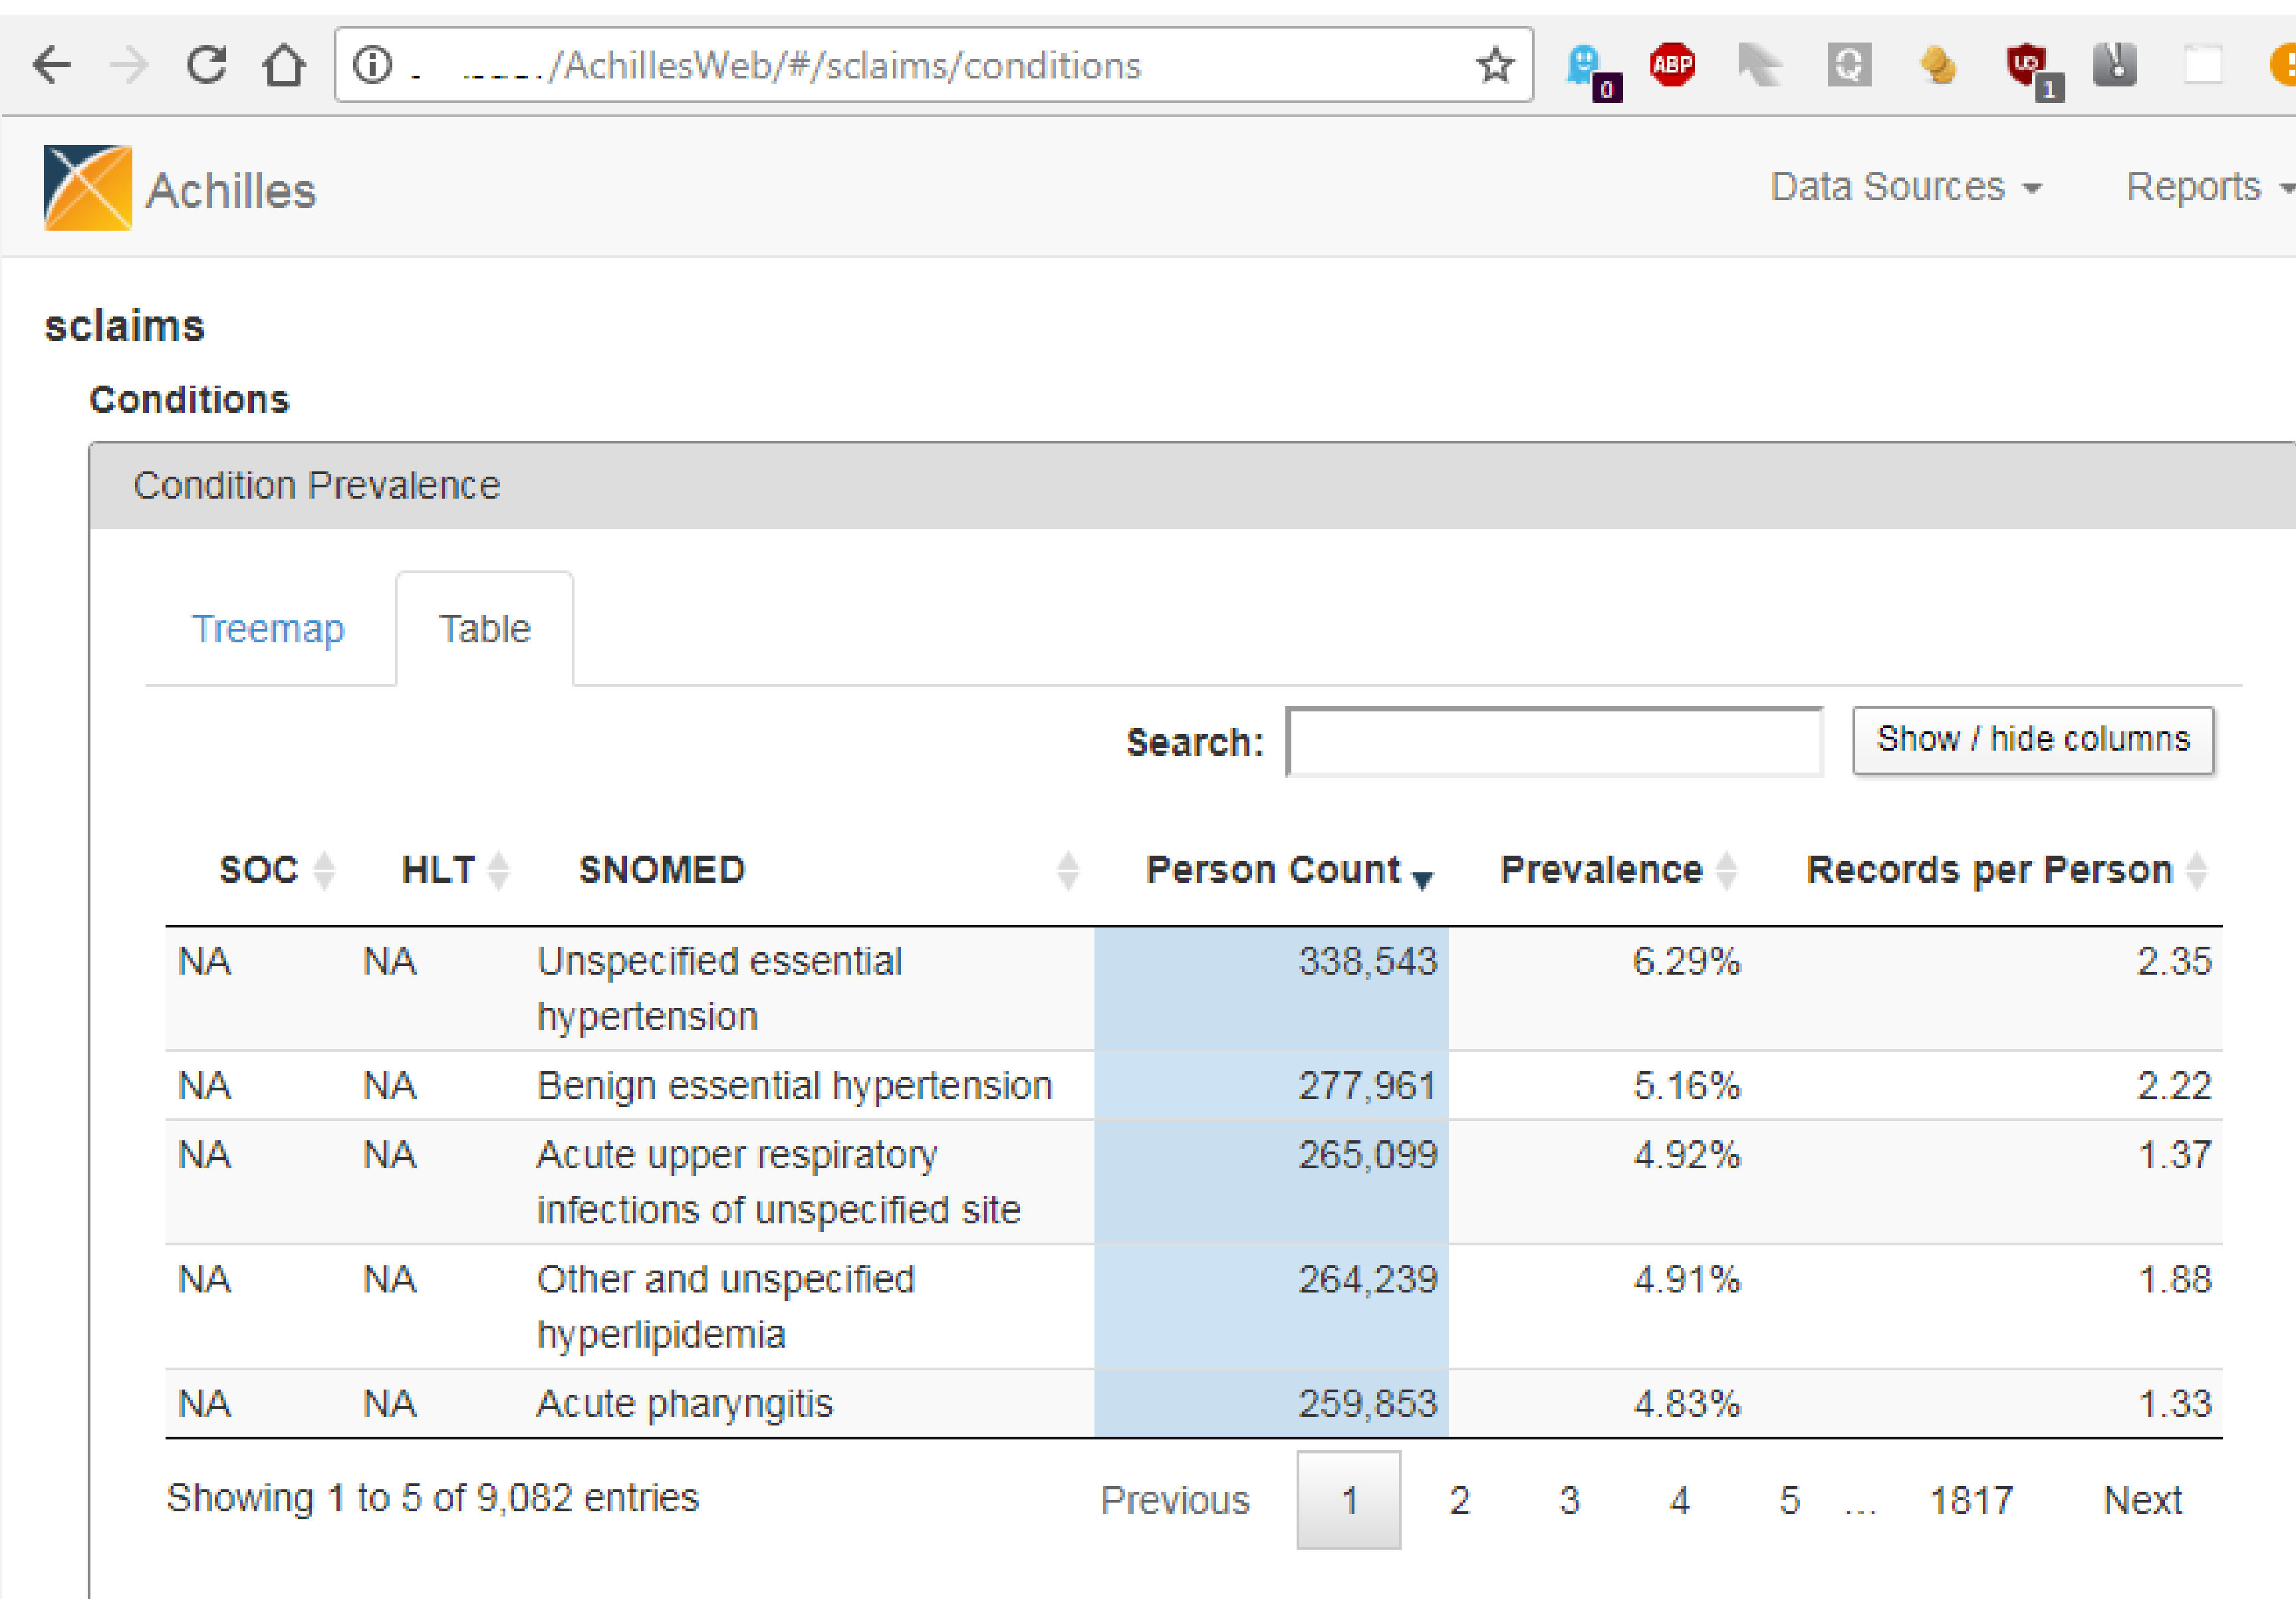 /AchillesWeb/#/sclaims/conditions
0
ABP
Q
1
Achilles
Data Sources
Reports
sclaims
Conditions
Condition Prevalence
Treemap
Table
Search:
Show / hide columns
SOC HLT SNOMED Person Count Prevalence Records per Person
NA NA Unspecified essential 338,543 6.29% 2.35
hypertension
NA NA Benign essential hypertension 277,961 5.16% 2.22
NA NA Acute upper respiratory 265,099 4.92% 1.37
infections of unspecified site
NA NA Other and unspecified 264,239 4.91% 1.88
hyperlipidemia
NA NA Acute pharyngitis 259,853 4.83% 1.33
Showing 1 to 5 of 9,082 entries
Previous 1 2 3 4 5 ... 1817 Next